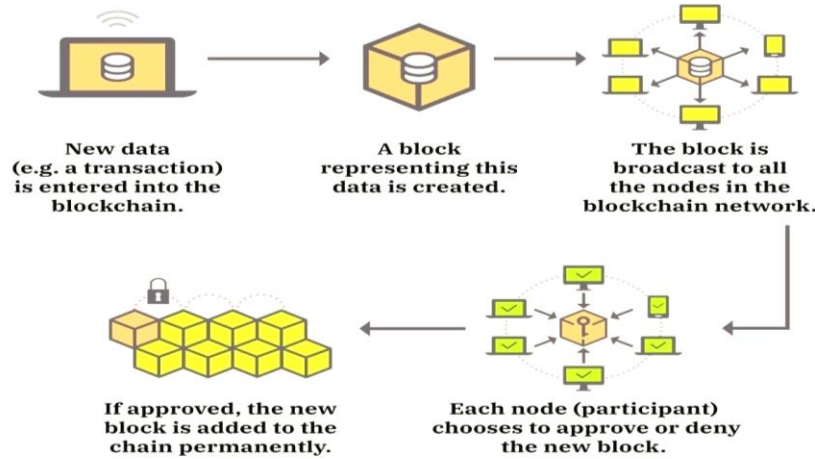 New data
(e.g. a transaction)
is entered into the
blockchain.
A block
representing this
data is created.
The block is
broadcast to all
the nodes in the
blockchain network.
Each node (participant)
chooses to approve or deny
the new block.
If approved, the new
block is added to the
chain permanently.